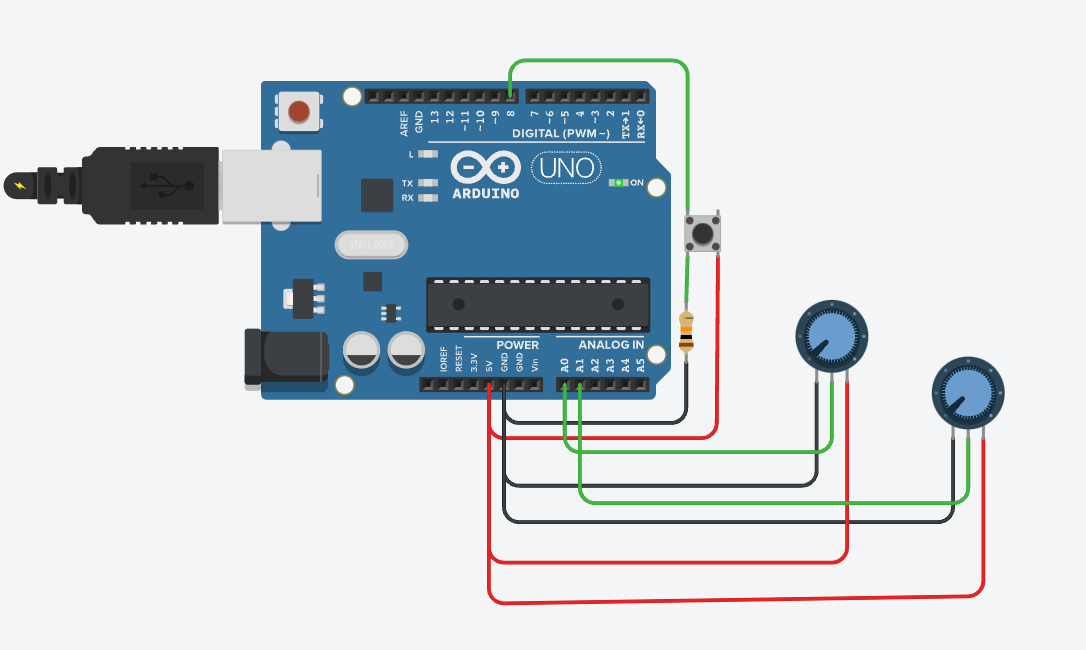 AREF
GND
13
12
~11
~10
~9
8
7
~6
~5
4
~3
2
TX→1
RX←0
DIGITAL (PWM~)
L
TX
RX
ARDUINO
UNO
ON
POWER
ANALOG IN
IOREF
RESET
3.3V
5V
GND
GND
Vin
A0
A1
A2
A3
A4
A5